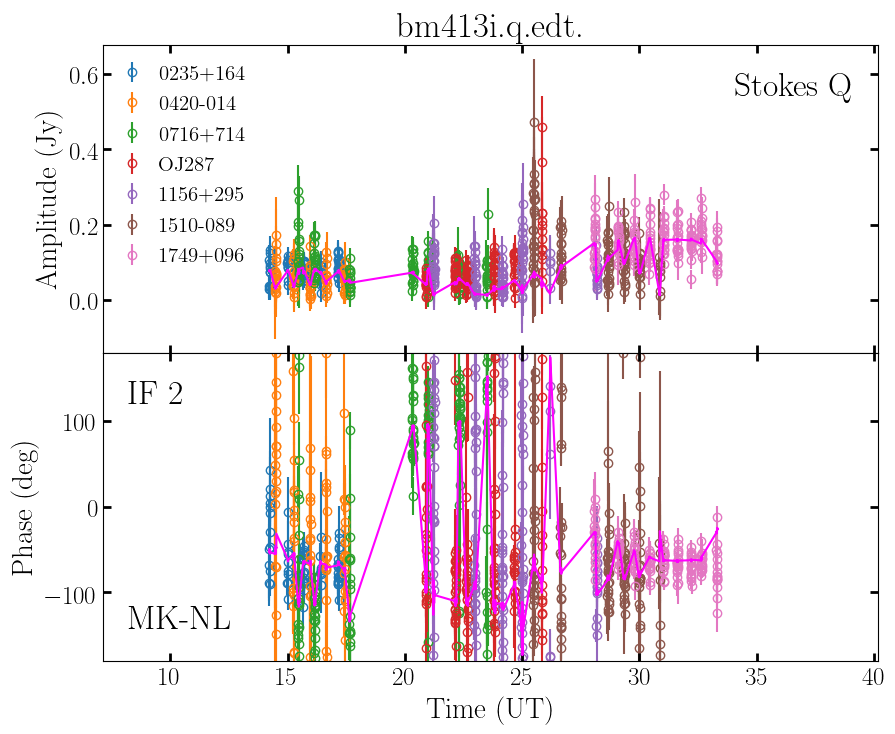 bm413i.q.edt.
Stokes Q
0235+164
0420-014
0716+714
OJ287
1156+295
1510-089
1749+096
Amplitude (Jy)
0.6
0.4
0.2
0.0
IF 2
MK-NL
Phase (deg)
100
0
−100
10
15
20
25
30
35
40
Time (UT)